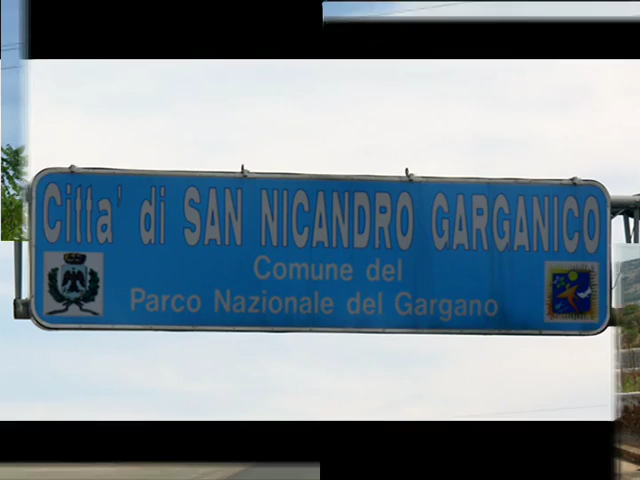 Citta' di SAN NICANDRO GARGANICO
Comune del
Parco Nazionale del Gargano